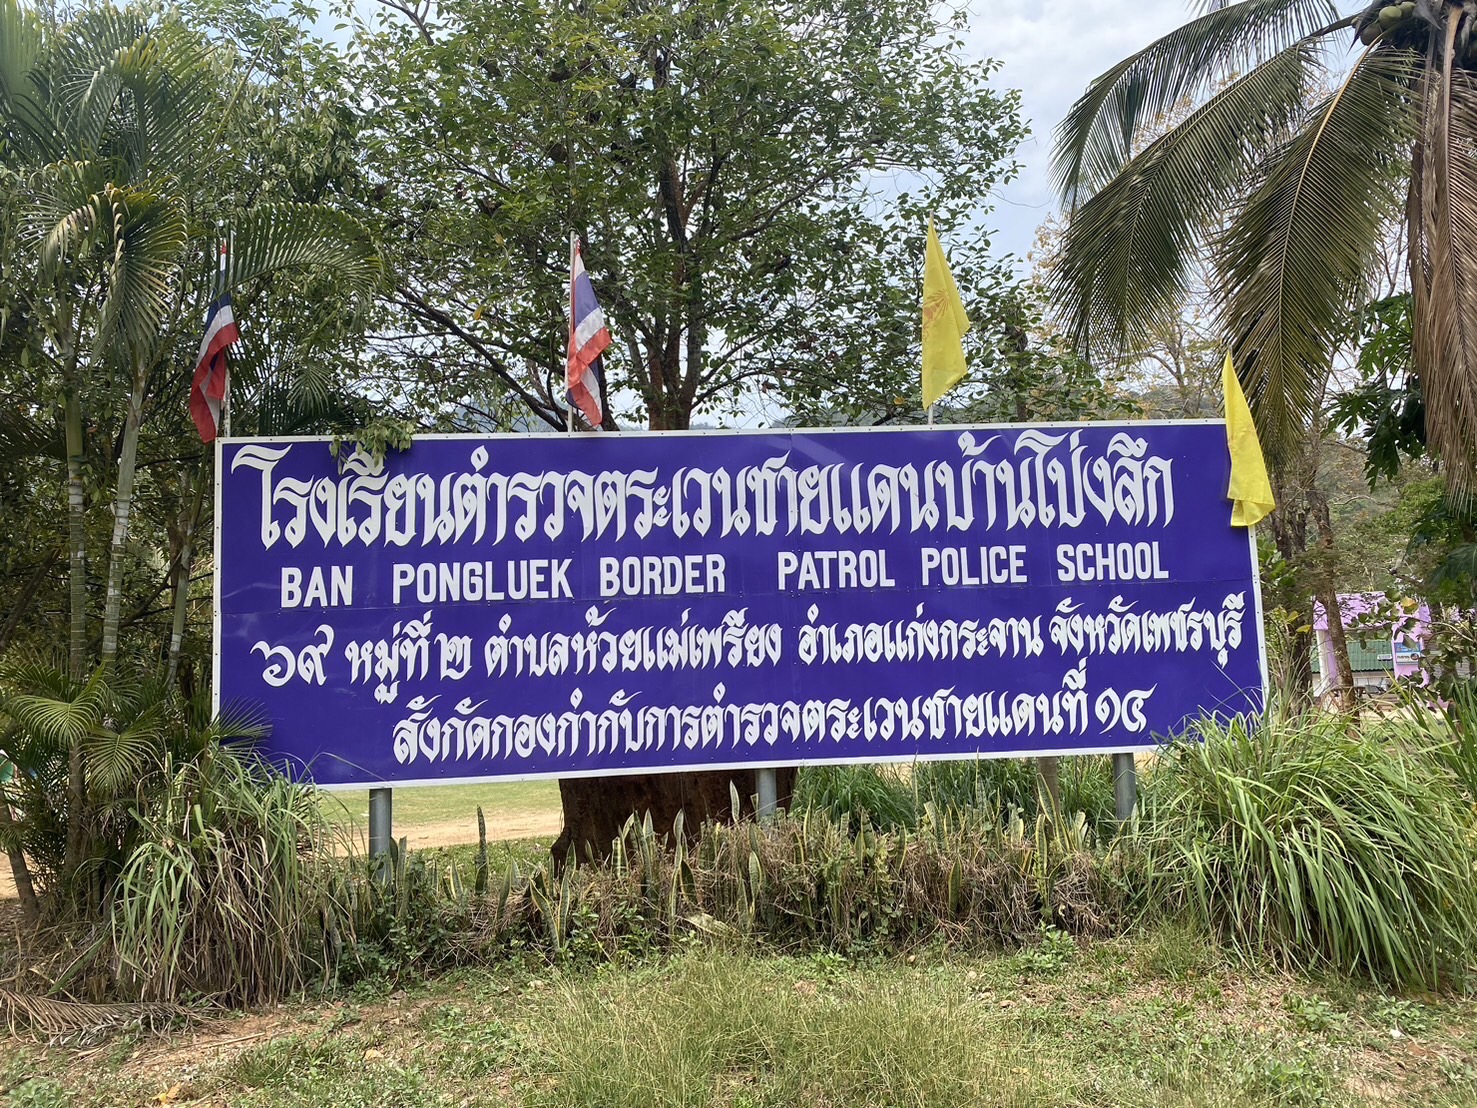 โรงเรียนตำรวจตระเวนชายแดนบ้านโป่งลึก
BAN PONGLUEK BORDER PATROL POLICE SCHOOL
๖๙ หมู่ที่ ๒ ตำบลห้วยแม่เพรียง อำเภอแก่งกระจาน จังหวัดเพชรบุรี
สังกัดกองกำกับการตำรวจตระเวนชายแดนที่ ๑๔